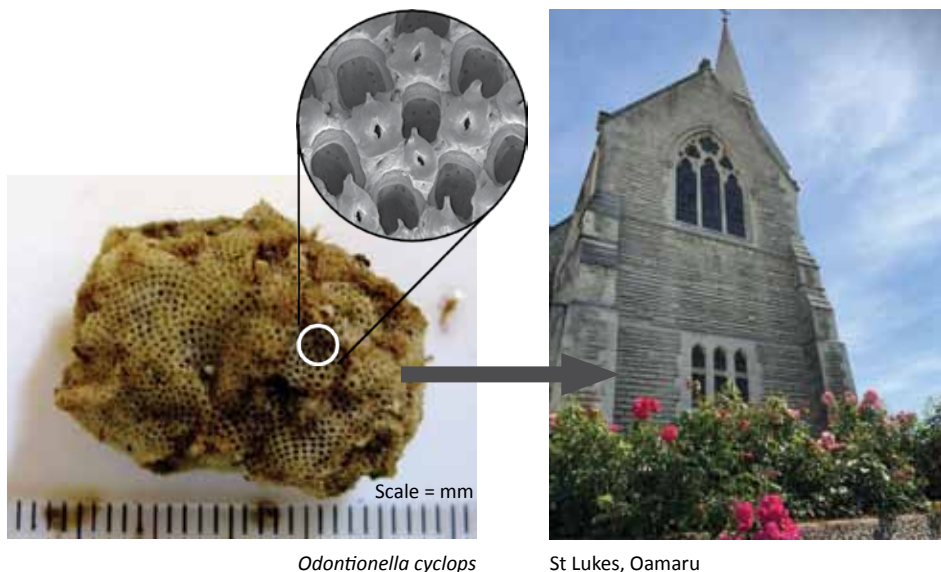 Scale = mm
Odontionella cyclops
St Lukes, Oamaru